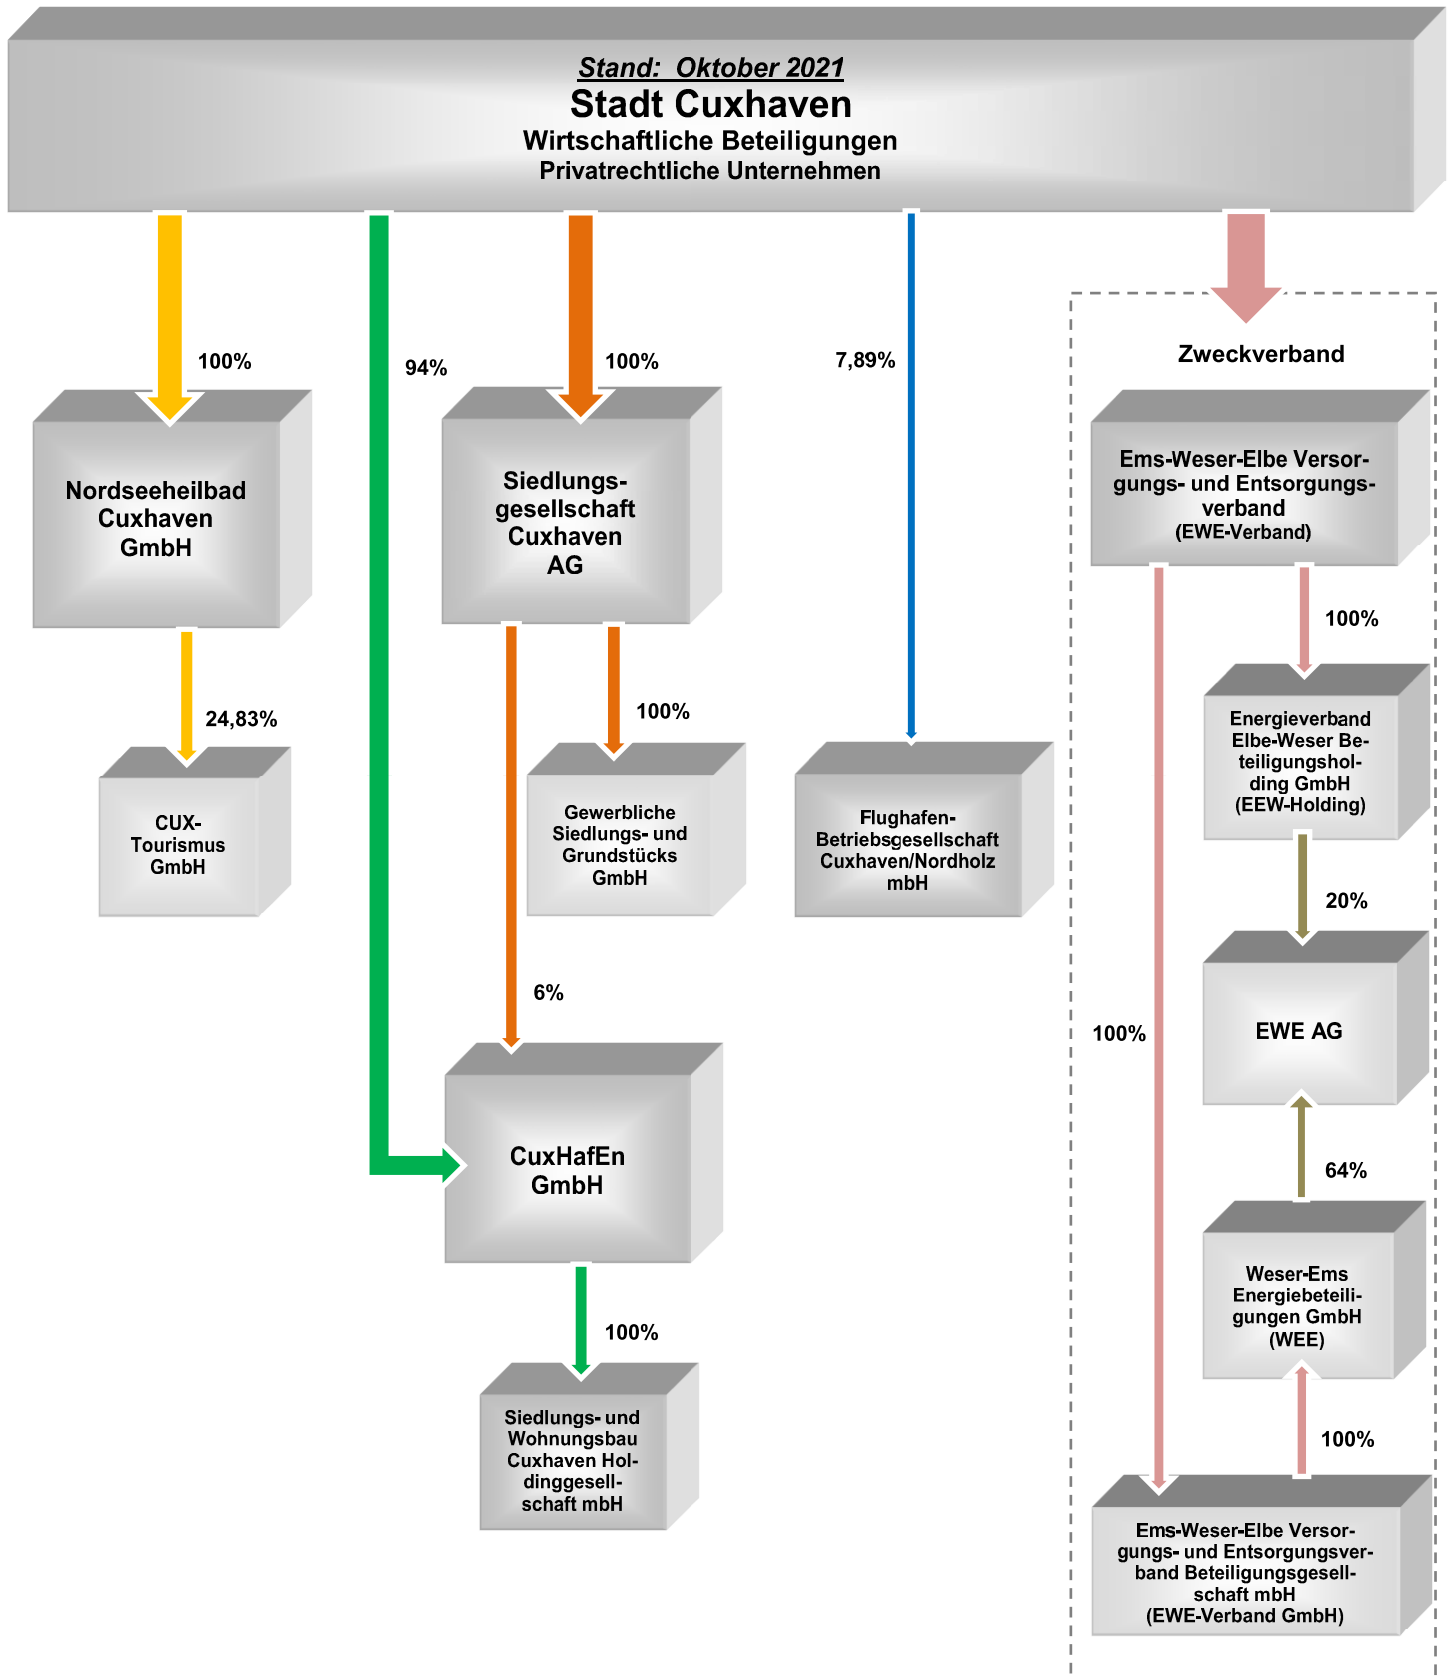 Stand: Oktober 2021
Stadt Cuxhaven
Wirtschaftliche Beteiligungen
Privatrechtliche Unternehmen
100%
94%
100%
7,89%
Zweckverband
Nordseeheilbad
Cuxhaven
GmbH
Siedlungs-
gesellschaft
Cuxhaven
AG
Ems-Weser-Elbe Versor-
gungs- und Entsorgungs-
verband
(EWE-Verband)
24,83%
100%
100%
CUX-
Tourismus
GmbH
Gewerbliche
Siedlungs- und
Grundstücks
GmbH
Flughafen-
Betriebsgesellschaft
Cuxhaven/Nordholz
mbH
Energieverband
Elbe-Weser Be-
teiligungshol-
ding GmbH
(EEW-Holding)
20%
6%
100%
EWE AG
CuxHafEn
GmbH
64%
100%
Weser-Ems
Energiebeteili-
gungen GmbH
(WEE)
Siedlungs- und
Wohnungsbau
Cuxhaven Hol-
dinggesell-
schaft mbH
100%
Ems-Weser-Elbe Versor-
gungs- und Entsorgungsver-
band Beteiligungsgesell-
schaft mbH
(EWE-Verband GmbH)